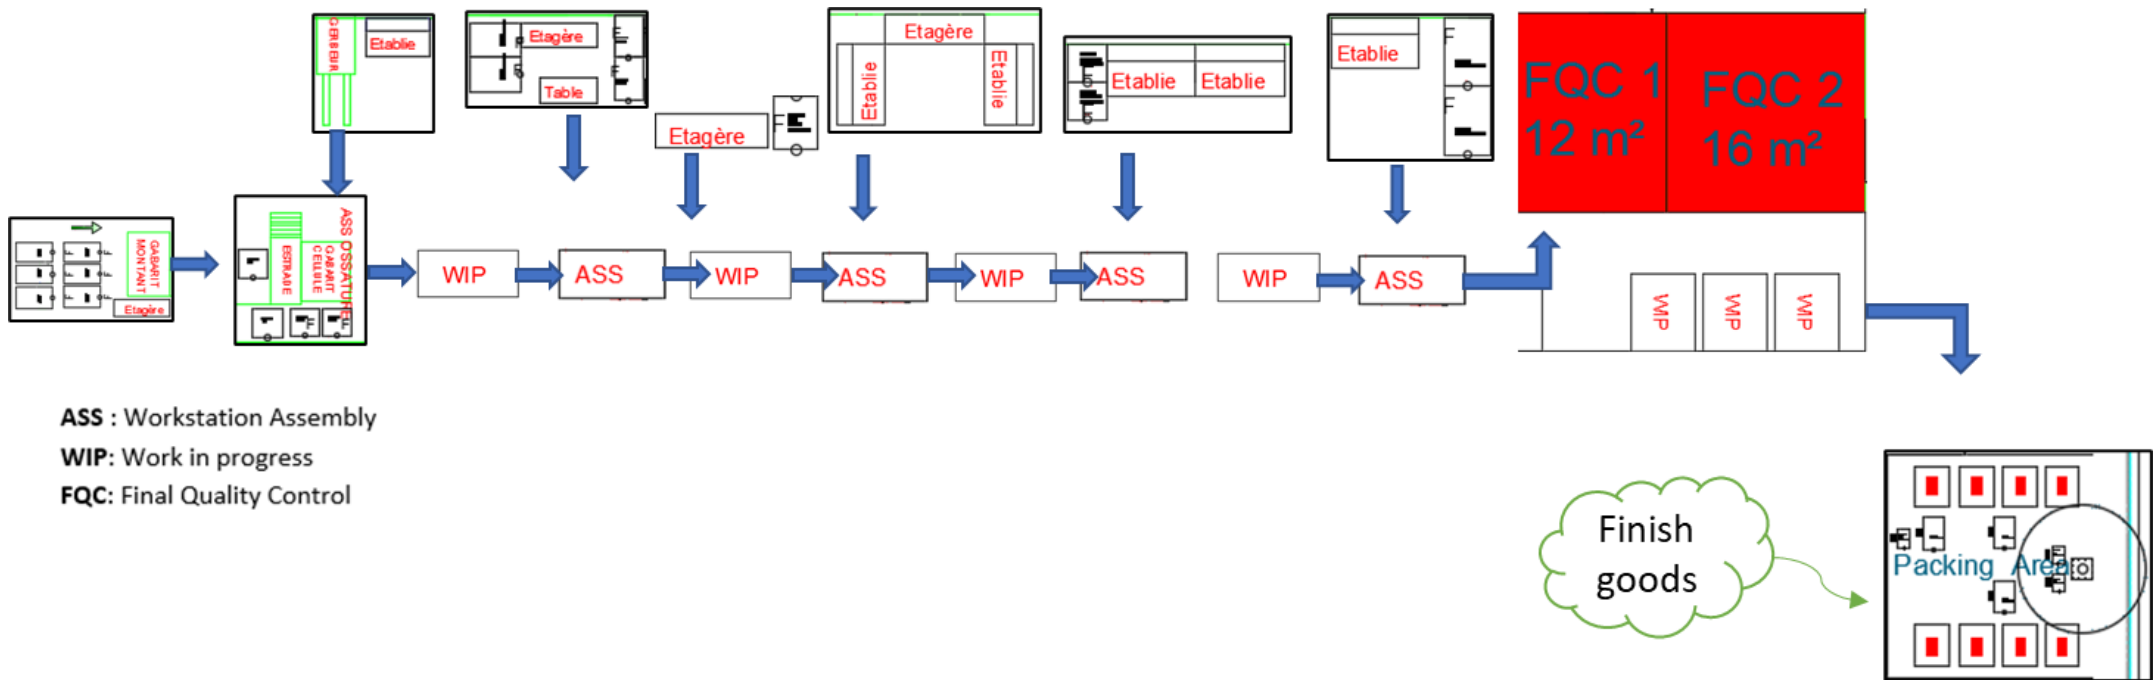 GERBEUR
Etablie
Etagère
Table
Etagère
F
Etagère
Etablie
Etablie
Etablie
Etablie
Etablie
F
F
FQC 1
12 m²
FQC 2
16 m²
GABARIT
MONTANT
Etagère
ASS OSSATURE
ESTRADE
GABARIT
CELLULE
WIP
ASS
WIP
ASS
WIP
ASS
WIP
ASS
WIP
WIP
WIP
ASS : Workstation Assembly
WIP: Work in progress
FQC: Final Quality Control
Finish
goods
Packing Area